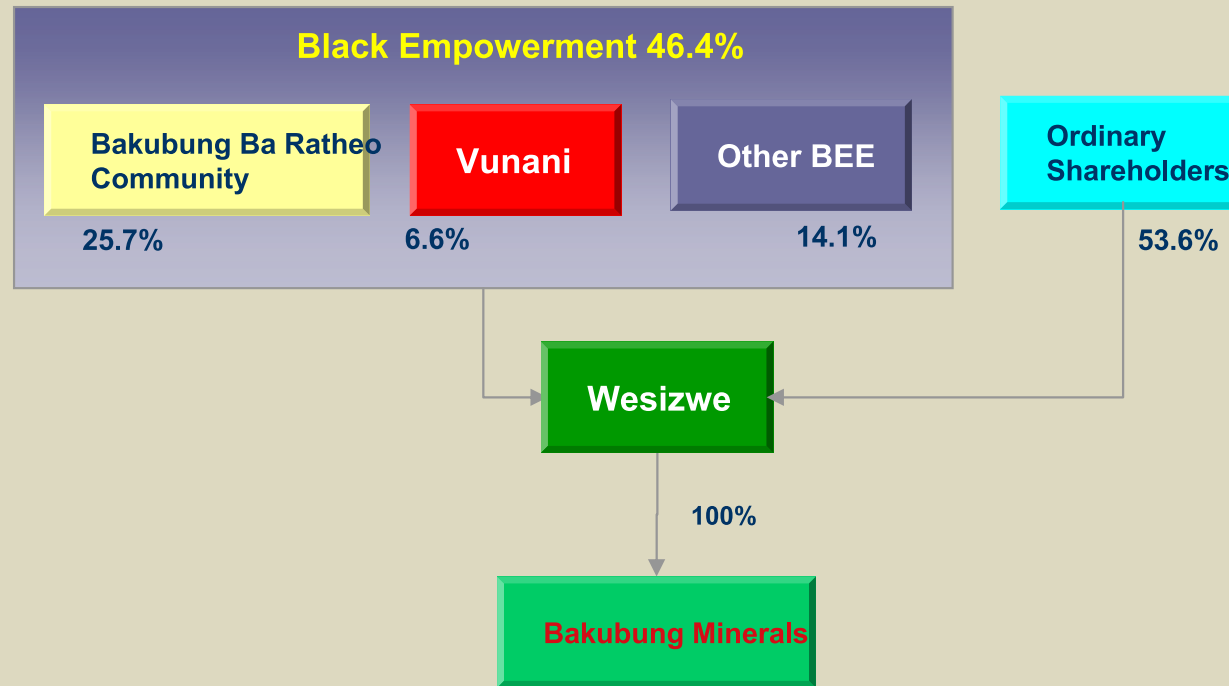 Black Empowerment 46.4%
Bakubung Ba Ratheo
Community
Vunani
Other BEE
Ordinary
Shareholders
25.7%
6.6%
14.1%
53.6%
Wesizwe
100%
Bakubung Minerals